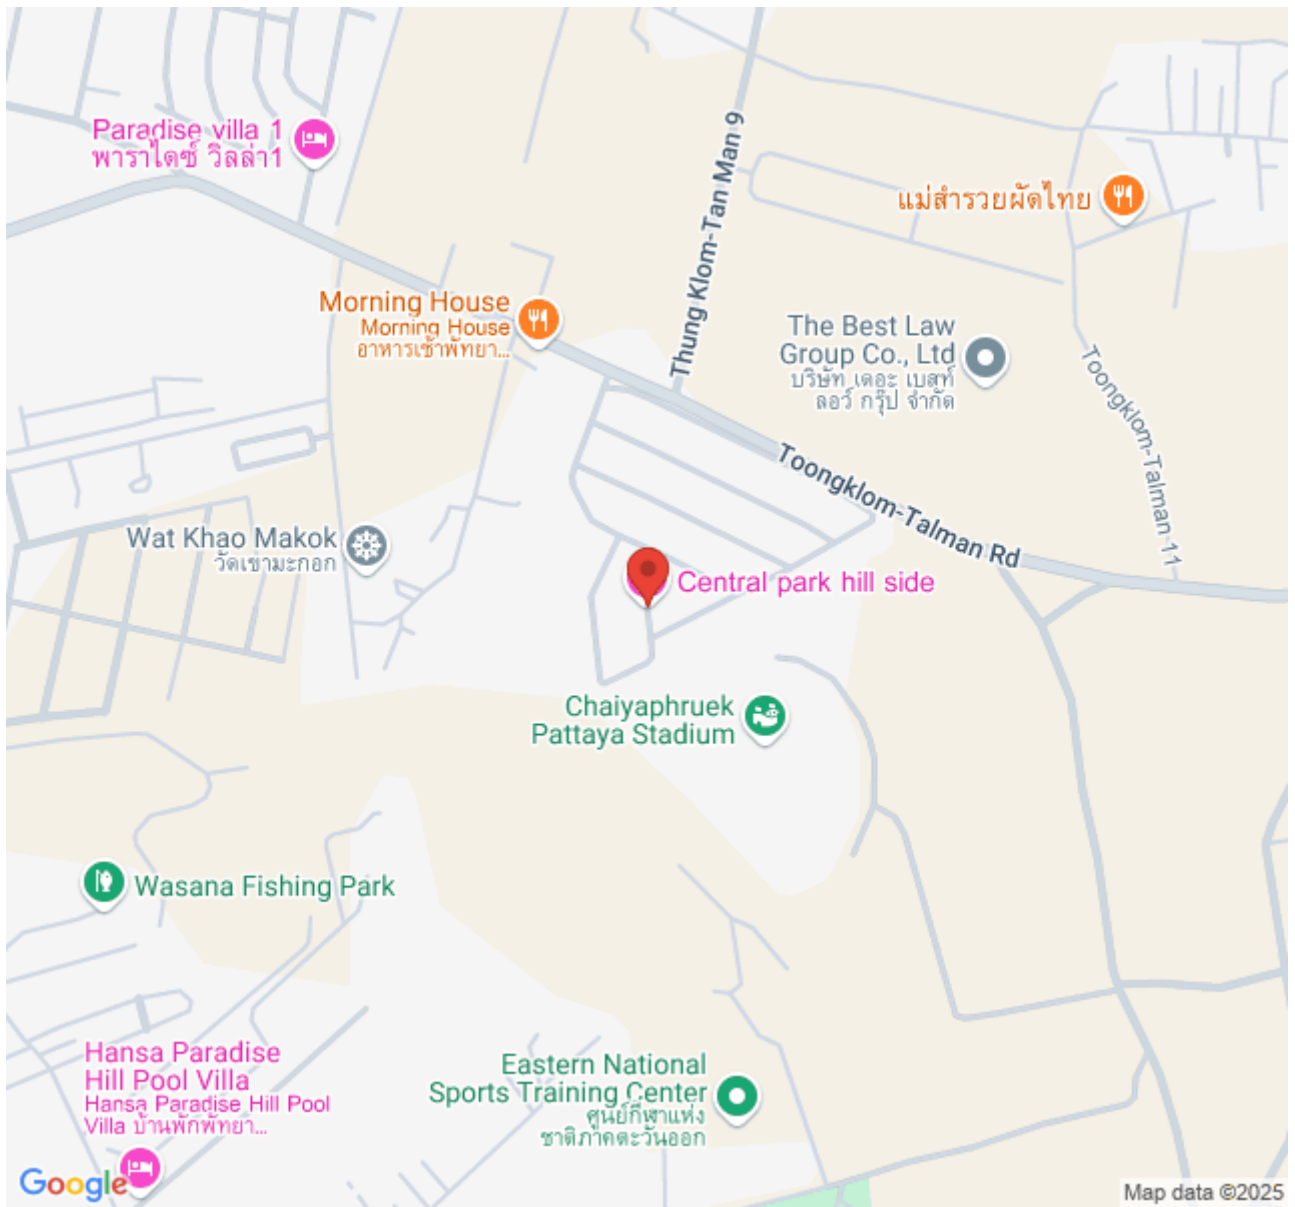 Paradise villa 1
พาราไดซ์ วิลล่า1
Thung Klom-Tan Man 9
แม่สำรวยผัดไทย
Morning House
Morning House
อาหารเช้าพัทยา...
The Best Law
Group Co., Ltd
บริษัท เดอะ เบสท์
ลอว์ กรุ๊ป จำกัด
Toongklom-Talman 11
Toongklom-Talman Rd
Wat Khao Makok
วัดเขามะกอก
Central park hill side
Chaiyaphruek
Pattaya Stadium
Wasana Fishing Park
Hansa Paradise
Hill Pool Villa
Hansa Paradise Hill Pool
Villa บ้านพักพัทยา...
Eastern National
Sports Training Center
ศูนย์กีฬาแห่ง
ชาติภาคตะวันออก
Google
Map data ©2025